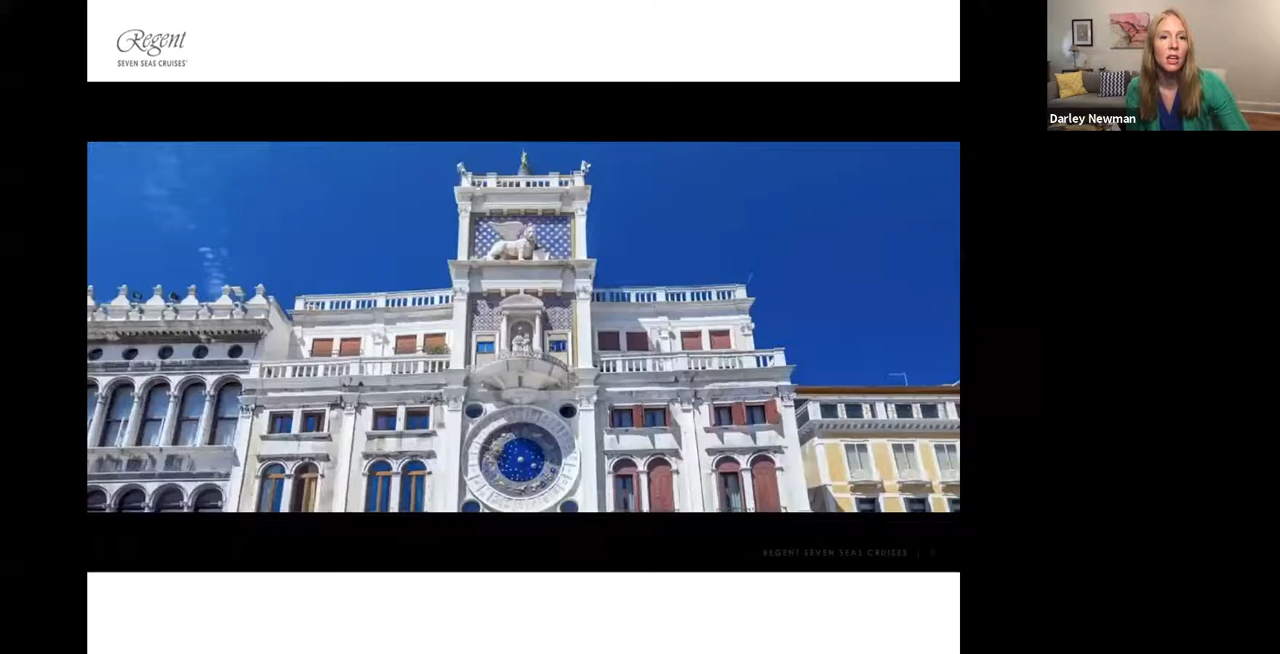 Regent
SEVEN SEAS CRUISES
Darley Newman
REGENT SEVEN SEAS CRUISES |